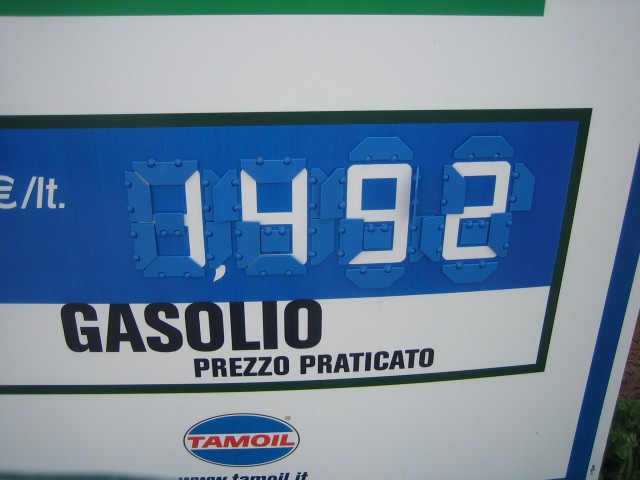 €/lt. 1,492
GASOLIO
PREZZO PRATICATO
TAMOIL
www.tamoil.it